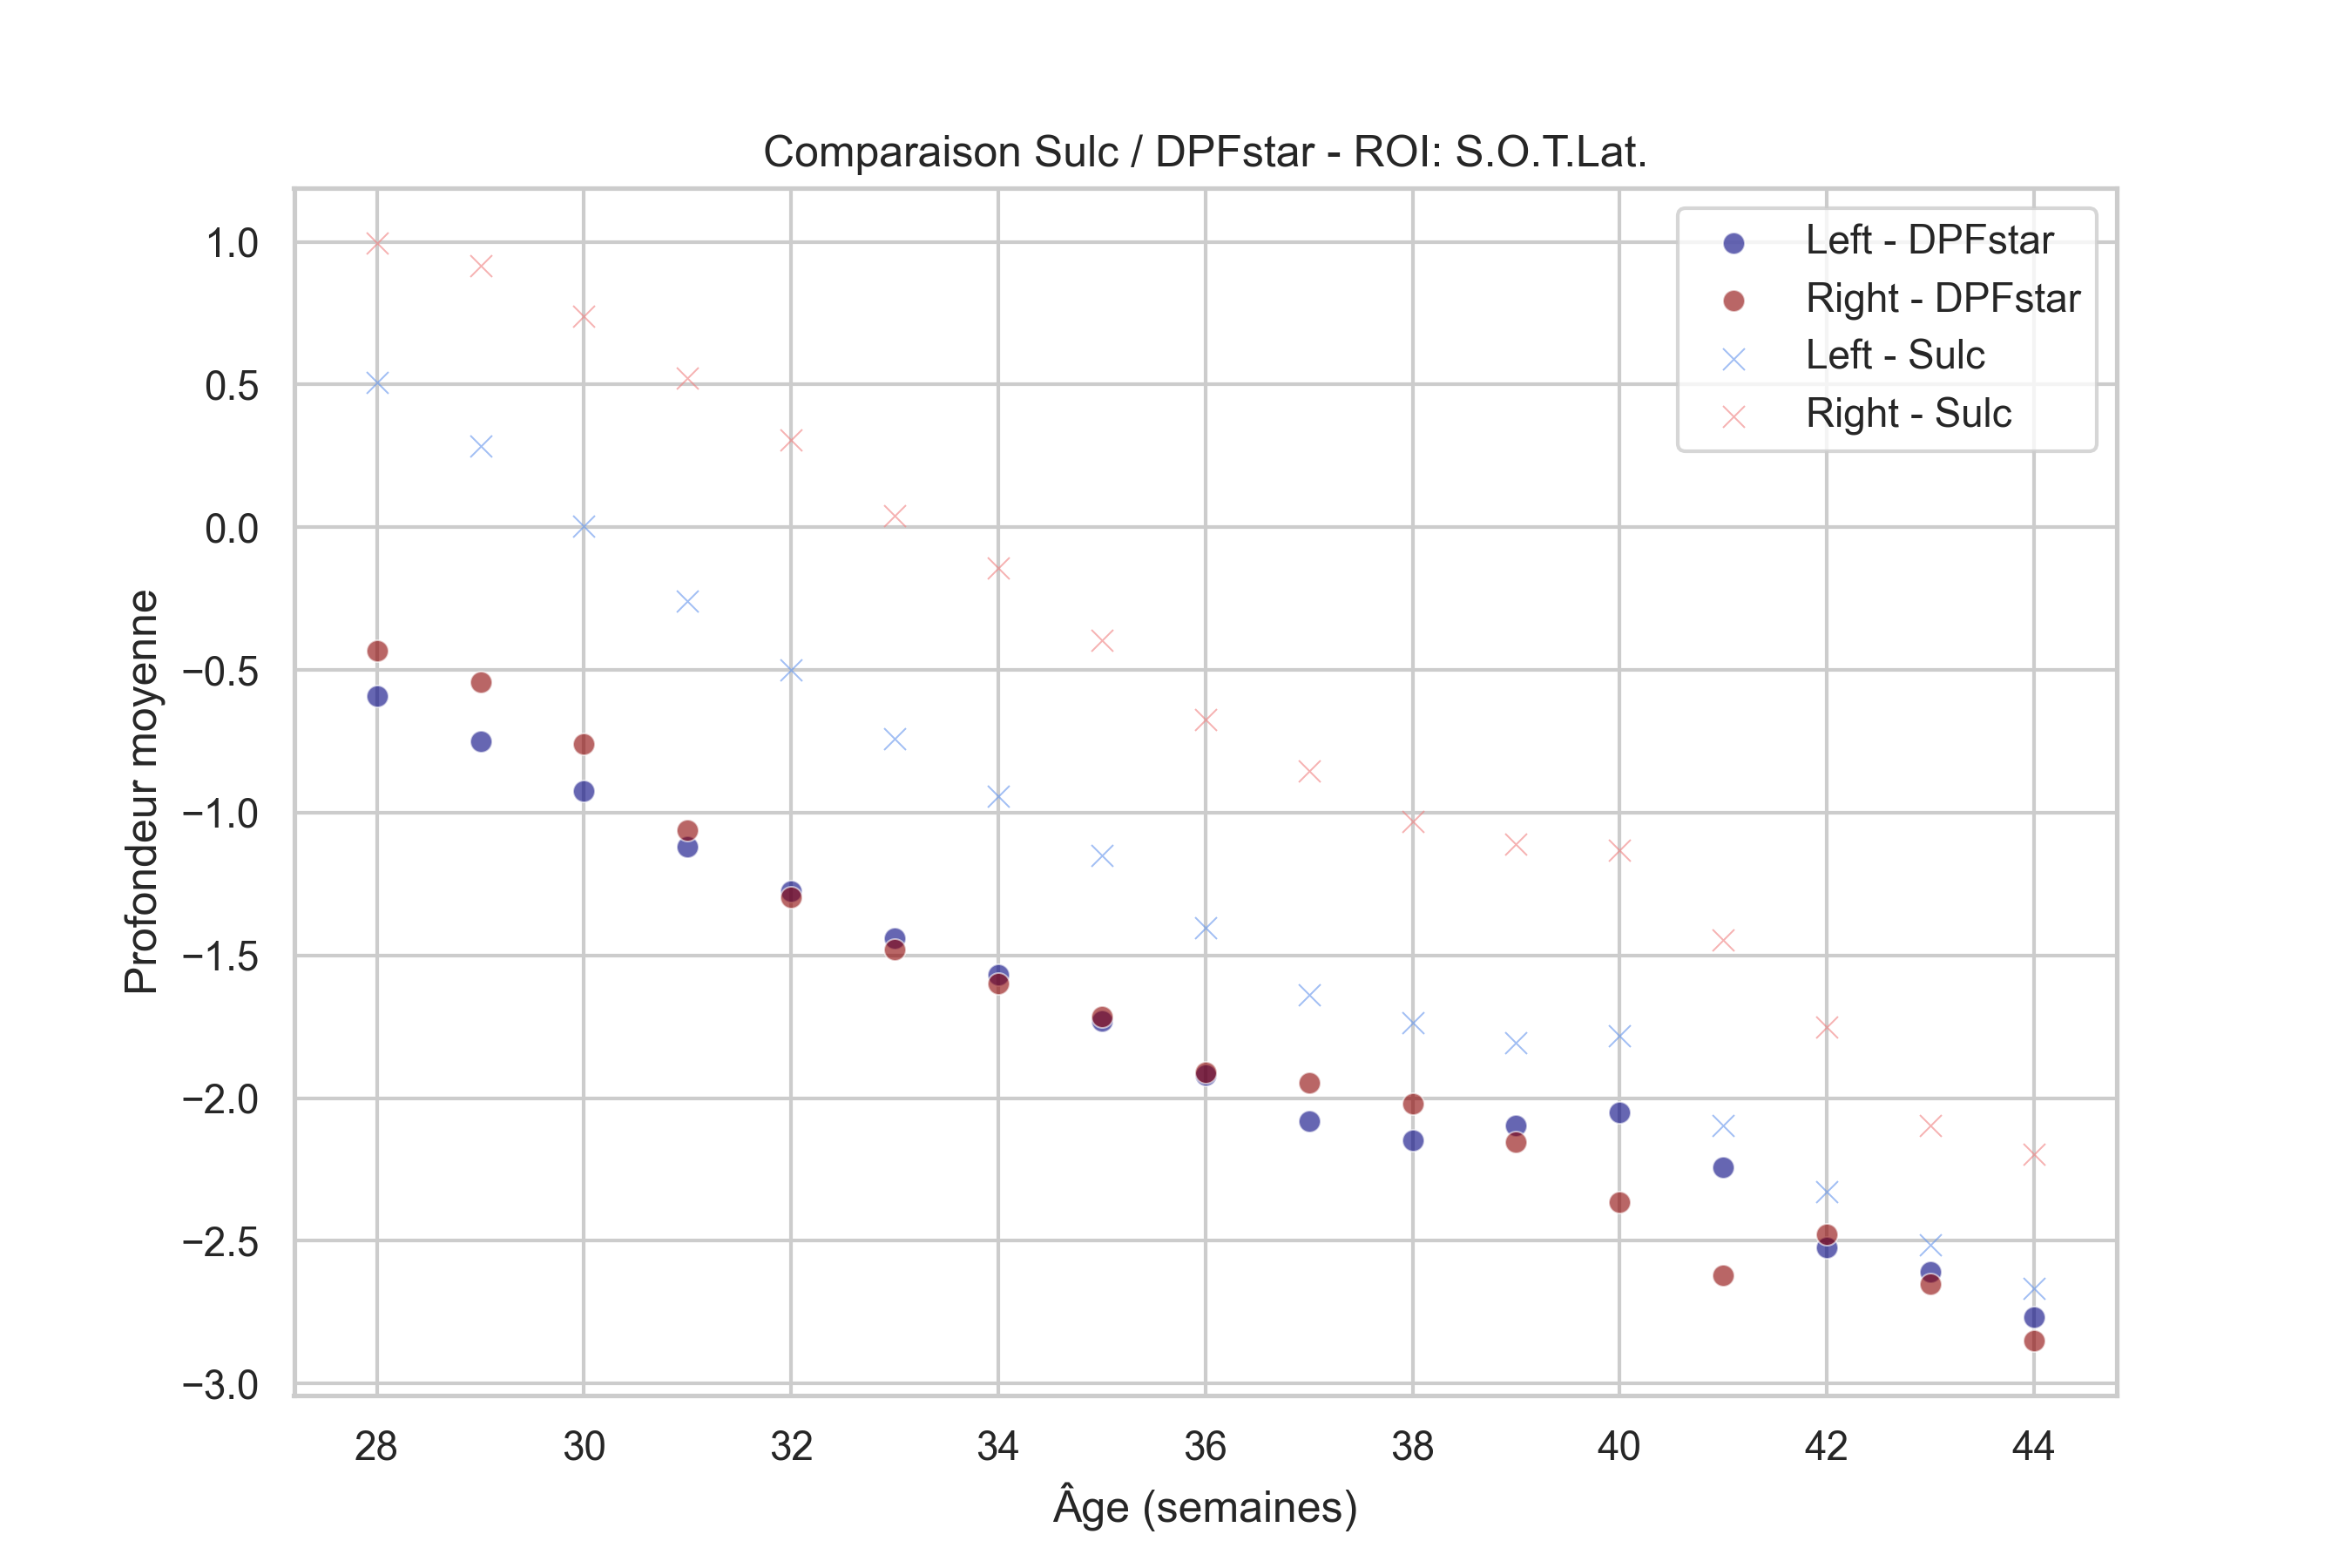 Comparaison Sulc / DPFstar - ROI: S.O.T.Lat.
Left - DPFstar
Right - DPFstar
Left - Sulc
Right - Sulc
Profondeur moyenne
1.0
0.5
0.0
−0.5
−1.0
−1.5
−2.0
−2.5
−3.0
28 30 32 34 36 38 40 42 44
Âge (semaines)